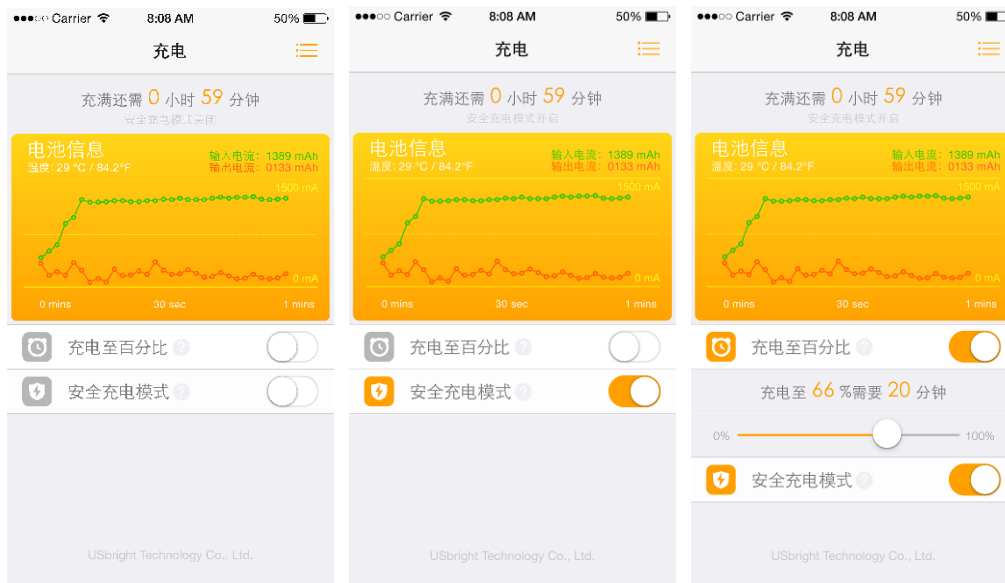 ●●●○○ Carrier 8:08 AM 50%
充电
充满还需 0 小时 59 分钟
安全充电模式关闭
电池信息
温度: 29 °C / 84.2°F
输入电流: 1389 mAh
输出电流: 0133 mAh
1500 mA
0 mA
0 mins 30 sec 1 mins
充电至百分比 ?
安全充电模式 ?
USbright Technology Co., Ltd.
●●●○○ Carrier 8:08 AM 50%
充电
充满还需 0 小时 59 分钟
安全充电模式开启
电池信息
温度: 29 °C / 84.2°F
输入电流: 1389 mAh
输出电流: 0133 mAh
1500 mA
0 mA
0 mins 30 sec 1 mins
充电至百分比 ?
安全充电模式 ?
USbright Technology Co., Ltd.
●●●○○ Carrier 8:08 AM 50%
充电
充满还需 0 小时 59 分钟
安全充电模式开启
电池信息
温度: 29 °C / 84.2°F
输入电流: 1389 mAh
输出电流: 0133 mAh
1500 mA
0 mA
0 mins 30 sec 1 mins
充电至百分比 ?
充电至 66 %需要 20 分钟
0% 100%
安全充电模式 ?
USbright Technology Co., Ltd.